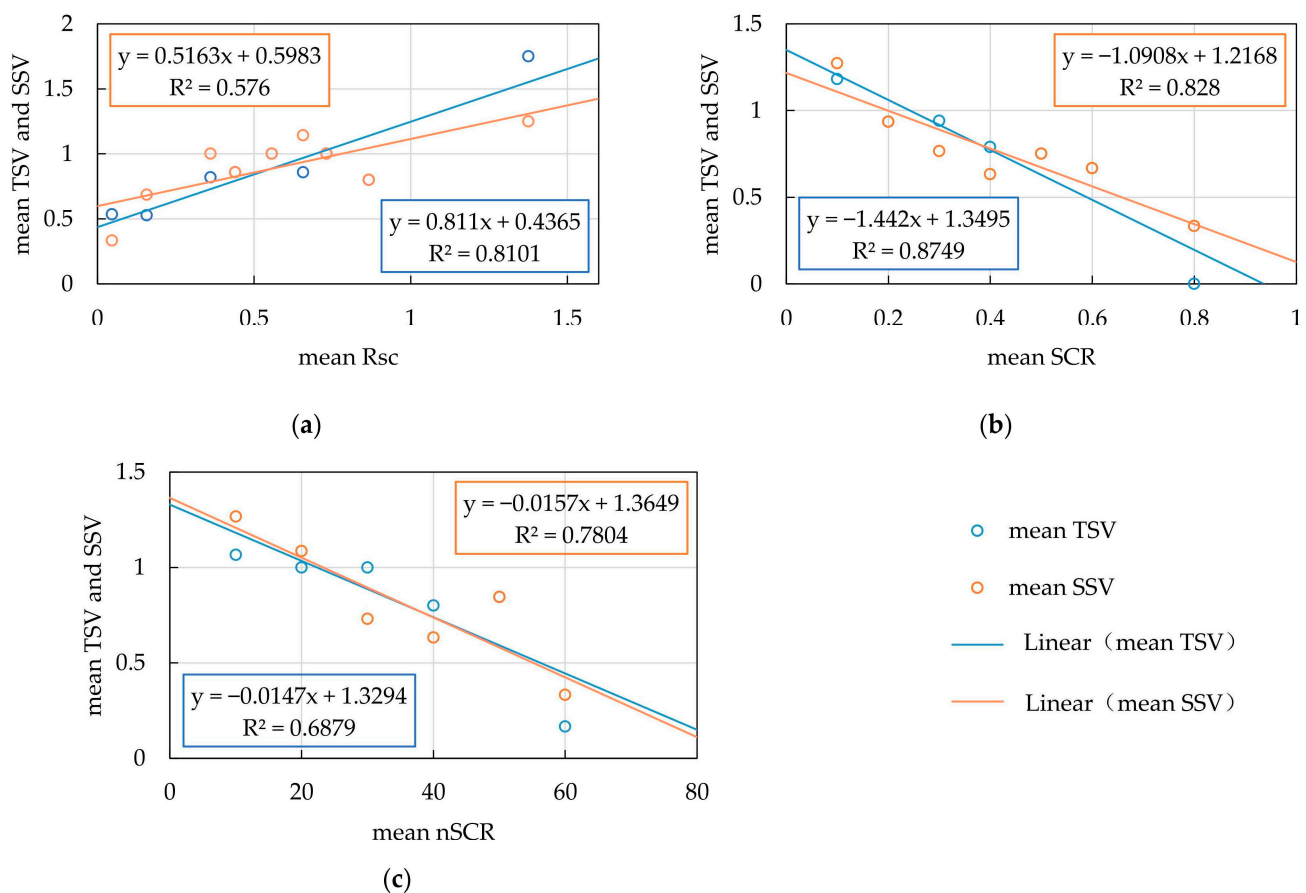 mean TSV and SSV
2
1.5
1
0.5
0
y = 0.5163x + 0.5983
R² = 0.576
y = 0.811x + 0.4365
R² = 0.8101
0 0.5 1 1.5
mean Rsc
(a)
mean TSV and SSV
1.5
1
0.5
0
y = −1.0908x + 1.2168
R² = 0.828
y = −1.442x + 1.3495
R² = 0.8749
0 0.2 0.4 0.6 0.8 1
mean SCR
(b)
mean TSV and SSV
1.5
1
0.5
0
y = −0.0157x + 1.3649
R² = 0.7804
y = −0.0147x + 1.3294
R² = 0.6879
0 20 40 60 80
mean nSCR
(c)
mean TSV
mean SSV
Linear（mean TSV）
Linear（mean SSV）